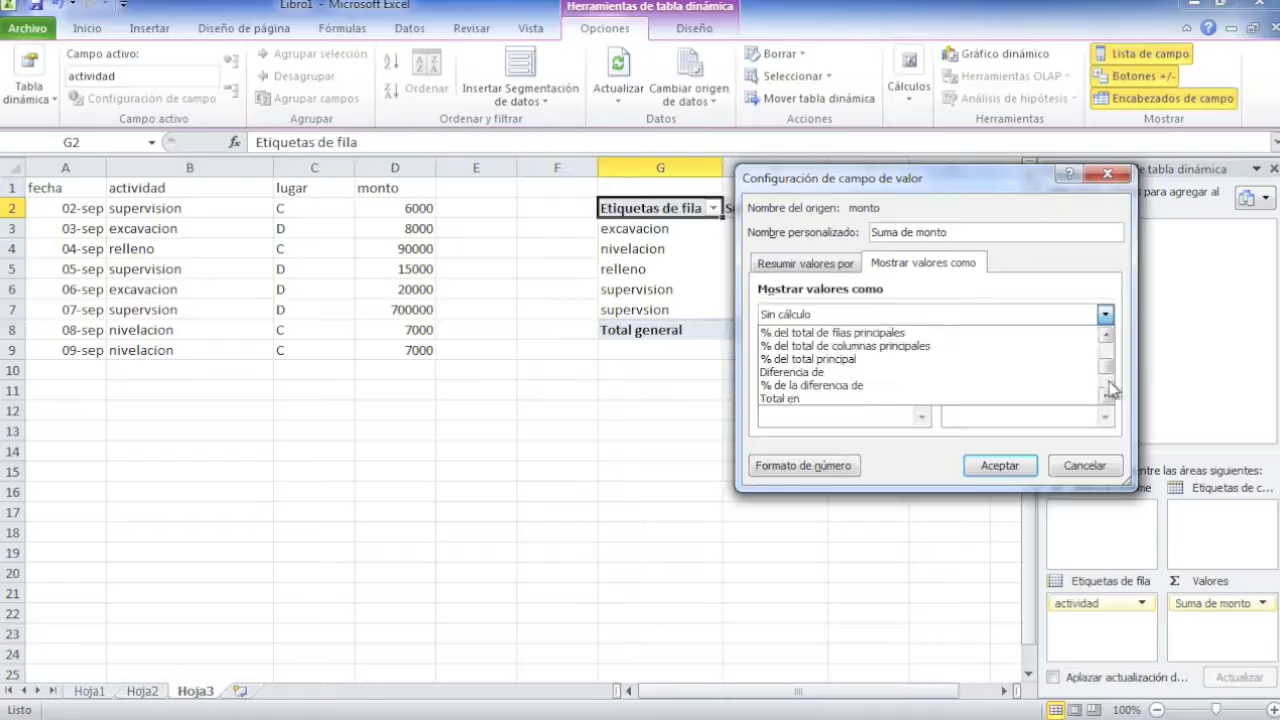 Libro1 - Microsoft Excel
Herramientas de tabla dinámica
Archivo Inicio Insertar Diseño de página Fórmulas Datos Revisar Vista Opciones Diseño
Campo activo:
actividad
Configuración de campo
Tabla
dinámica
Campo activo
Agrupar selección
Desagrupar
Agrupar campos
Agrupar
Ordenar
Insertar Segmentación
de datos
Ordenar y filtrar
Actualizar
Cambiar origen
de datos
Datos
Borrar
Seleccionar
Mover tabla dinámica
Acciones
Cálculos
Gráfico dinámico
Herramientas OLAP
Análisis de hipótesis
Herramientas
Lista de campo
Botones +/-
Encabezados de campo
Mostrar
G2 fx Etiquetas de fila
A B C D E F G
1 fecha actividad lugar monto
2 02-sep supervision C 6000 Etiquetas de fila
3 03-sep excavacion D 8000 excavacion
4 04-sep relleno C 90000 nivelacion
5 05-sep supervision D 15000 relleno
6 06-sep excavacion D 20000 supervision
7 07-sep supervsion D 700000 supervsion
8 08-sep nivelacion C 7000 Total general
9 09-sep nivelacion C 7000
10
11
12
13
14
15
16
17
18
19
20
21
22
23
24
25
Configuración de campo de valor
Nombre del origen: monto
Nombre personalizado: Suma de monto
Resumir valores por Mostrar valores como
Mostrar valores como
Sin cálculo
% del total de filas principales
% del total de columnas principales
% del total principal
Diferencia de
% de la diferencia de
Total en
Formato de número Aceptar Cancelar
de tabla dinámica
para agregar al
entre las áreas siguientes:
me Etiquetas de c...
Etiquetas de fila Σ Valores
actividad Suma de monto
Aplazar actualización d... Actualizar
Hoja1 Hoja2 Hoja3
Listo 100%